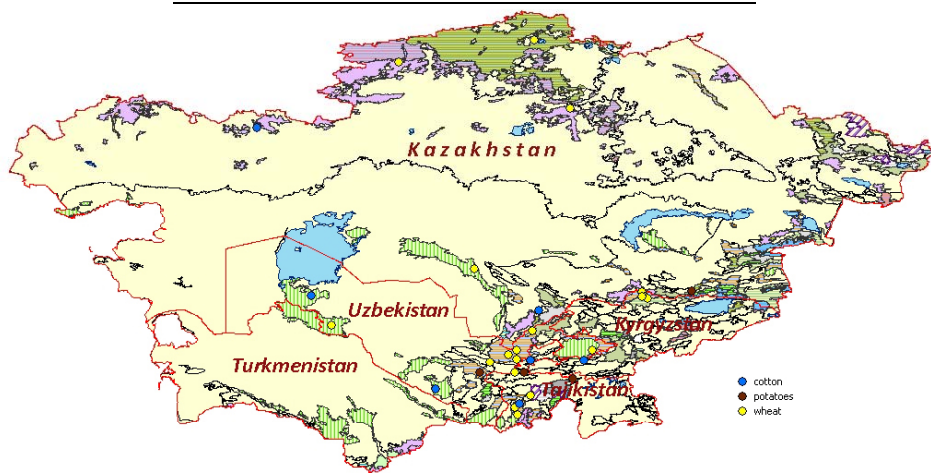 Kazakhstan
Uzbekistan
Kyrgyzstan
Turkmenistan
Tajikistan
cotton
potatoes
wheat